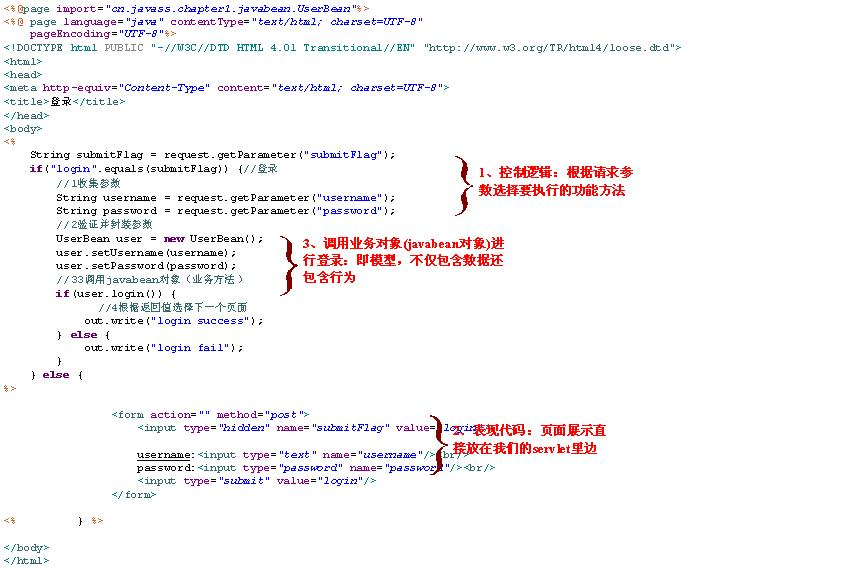 <%@page import="cn.javass.chapter1.javabean.UserBean"%>
<%@ page language="java" contentType="text/html; charset=UTF-8"
pageEncoding="UTF-8"%>
<!DOCTYPE html PUBLIC "-//W3C//DTD HTML 4.01 Transitional//EN" "http://www.w3.org/TR/html4/loose.dtd">
<html>
<head>
<meta http-equiv="Content-Type" content="text/html; charset=UTF-8">
<title>登录</title>
</head>
<body>
<%
String submitFlag = request.getParameter("submitFlag");
if("login".equals(submitFlag)) {//登录
//1收集参数
String username = request.getParameter("username");
String password = request.getParameter("password");
//2验证并封装参数
UserBean user = new UserBean();
user.setUsername(username);
user.setPassword(password);
//33调用javabean对象（业务方法）
if(user.login()) {
//4根据返回值选择下一个页面
out.write("login success");
} else {
out.write("login fail");
}
} else {
%>
1、控制逻辑：根据请求参
数选择要执行的功能方法
3、调用业务对象(javabean对象)进
行登录：即模型，不仅包含数据还
包含行为
<form action="" method="post">
<input type="hidden" name="submitFlag" value="login"/>
username:<input type="text" name="username"/><br/>
password:<input type="password" name="password"/><br/>
<input type="submit" value="login"/>
</form>
2、表现代码：页面展示直
接放在我们的servlet里边
<% } %>
</body>
</html>